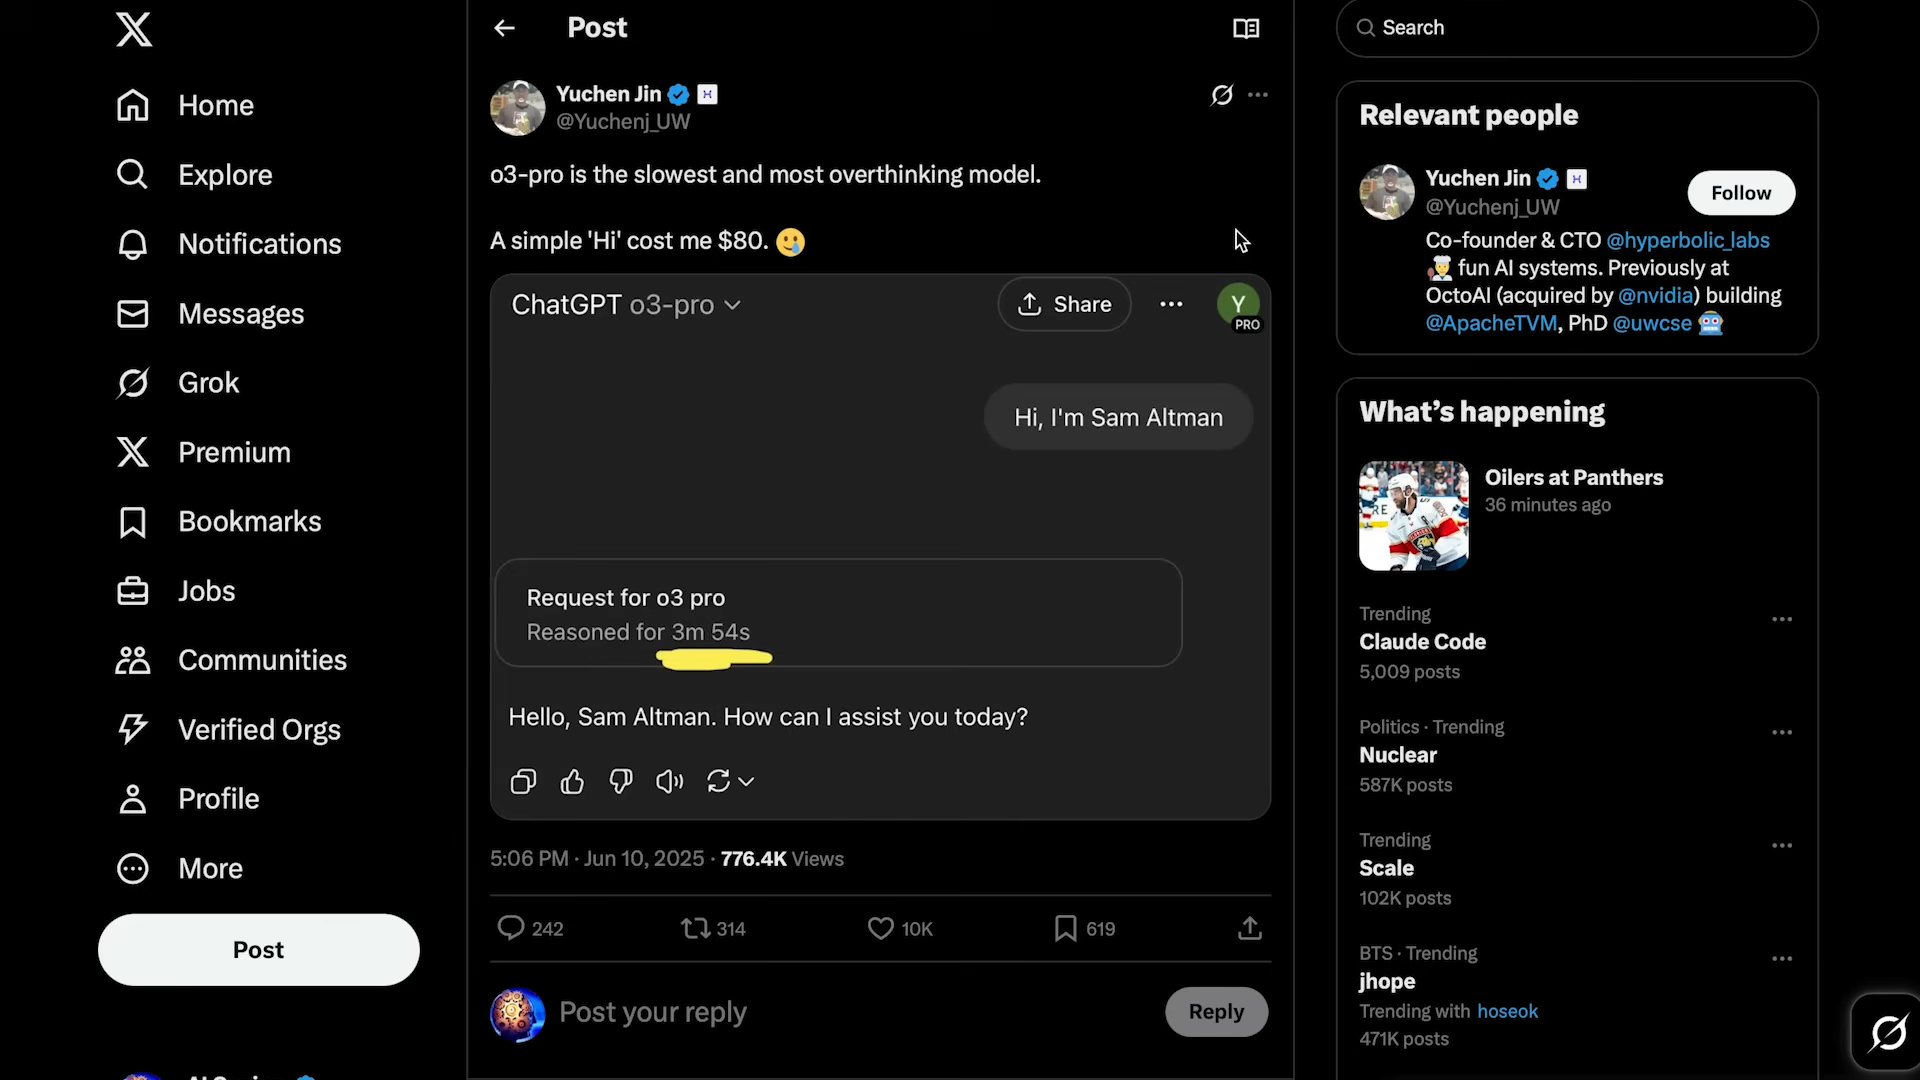 Home
Explore
Notifications
Messages
Grok
Premium
Bookmarks
Jobs
Communities
Verified Orgs
Profile
More
Post
Post
Yuchen Jin
@Yuchenj_UW
o3-pro is the slowest and most overthinking model.
A simple 'Hi' cost me $80.
ChatGPT o3-pro
Share
Y
PRO
Hi, I'm Sam Altman
Request for o3 pro
Reasoned for 3m 54s
Hello, Sam Altman. How can I assist you today?
5:06 PM · Jun 10, 2025 · 776.4K Views
242
314
10K
619
Post your reply
Reply
Search
Relevant people
Yuchen Jin
@Yuchenj_UW
Follow
Co-founder & CTO @hyperbolic_labs
fun AI systems. Previously at
OctoAI (acquired by @nvidia) building
@ApacheTVM, PhD @uwcse
What's happening
Oilers at Panthers
36 minutes ago
Trending
Claude Code
5,009 posts
Politics · Trending
Nuclear
587K posts
Trending
Scale
102K posts
BTS · Trending
jhope
Trending with hoseok
471K posts